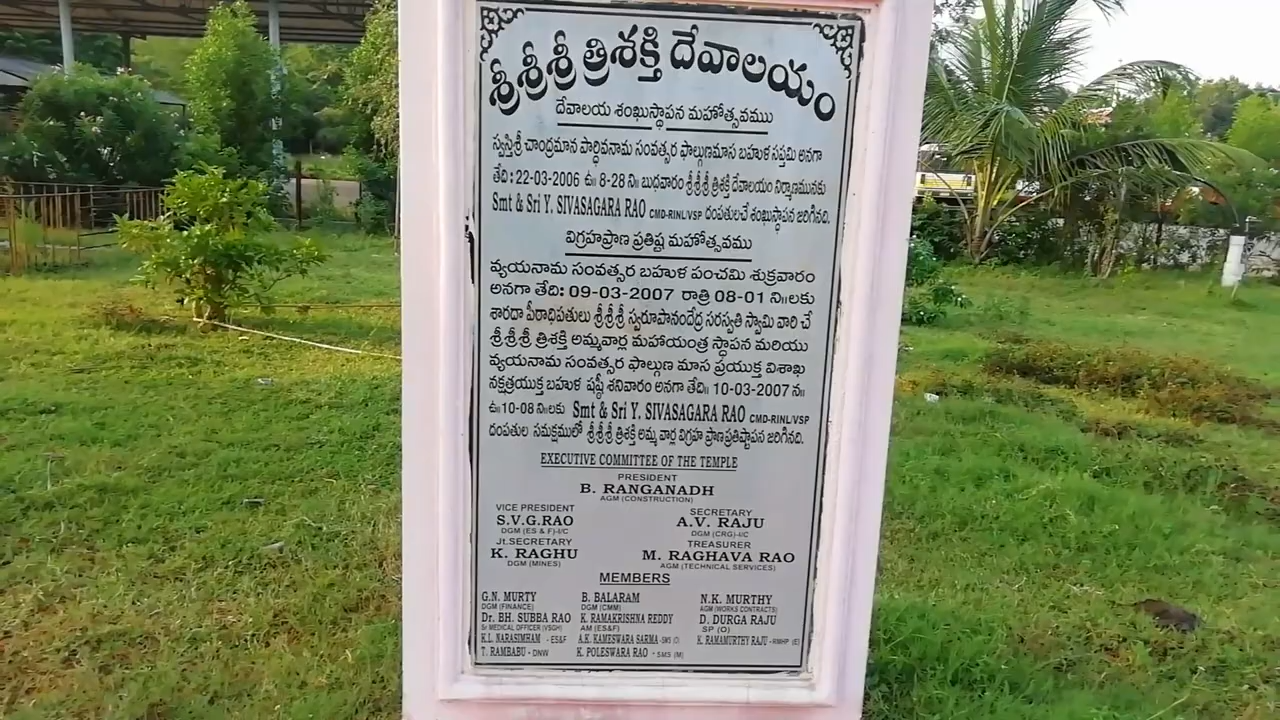 శ్రీశ్రీశ్రీ త్రిశక్తి దేవాలయం
దేవాలయ శంఖుస్థాపన మహోత్సవము
స్వస్తిశ్రీ చాంద్రమాన పార్ధివనామ సంవత్సర ఫాల్గుణమాస బహుళ సప్తమి అనగా
తేది : 22-03-2006 ఉ॥ 8-28 ని॥ బుధవారం శ్రీశ్రీశ్రీ త్రిశక్తి దేవాలయం నిర్మాణమునకు
Smt & Sri Y. SIVASAGARA RAO CMD-RINL/VSP దంపతులచే శంఖుస్థాపన జరిగినది.
విగ్రహప్రాణ ప్రతిష్ట మహోత్సవము
వ్యయనామ సంవత్సర బహుళ పంచమి శుక్రవారం
అనగా తేది: 09-03-2007 రాత్రి 08-01 ని॥లకు
శారదా పీఠాధిపతులు శ్రీ శ్రీ శ్రీ స్వరూపానందేంద్ర సరస్వతి స్వామి వారి చే
శ్రీ శ్రీ శ్రీ త్రిశక్తి అమ్మవార్ల మహాయంత్ర స్థాపన మరియు
వ్యయనామ సంవత్సర ఫాల్గుణ మాస ప్రయుక్త విశాఖ
నక్షత్రయుక్త బహుళ షష్ఠీ శనివారం అనగా తేది॥ 10-03-2007 న॥
ఉ॥10-08 ని॥లకు Smt & Sri Y. SIVASAGARA RAO CMD-RINL/VSP
దంపతుల సమక్షములో శ్రీ శ్రీ శ్రీ త్రిశక్తి అమ్మ వార్ల విగ్రహ ప్రాణప్రతిష్టాపన జరిగినది.
EXECUTIVE COMMITTEE OF THE TEMPLE
PRESIDENT
B. RANGANADH
AGM (CONSTRUCTION)
VICE PRESIDENT SECRETARY
S.V.G.RAO A.V. RAJU
DGM (ES & F)-I/C DGM (CRG)-I/C
Jt.SECRETARY TREASURER
K. RAGHU M. RAGHAVA RAO
DGM (MINES) AGM (TECHNICAL SERVICES)
MEMBERS
G.N. MURTY B. BALARAM N.K. MURTHY
DGM (FINANCE) DGM (CMM) AGM (WORKS CONTRACTS)
Dr. BH. SUBBA RAO K. RAMAKRISHNA REDDY D. DURGA RAJU
Sr MEDICAL OFFICER (VSGH) AM (ES&F) SP (O)
K.L. NARASIMHAM - ES&F A.K. KAMESWARA SARMA -SMS (O) K. RAMAMURTHY RAJU - RMHP (E)
T. RAMBABU - DNW K. POLESWARA RAO - SMS (M)